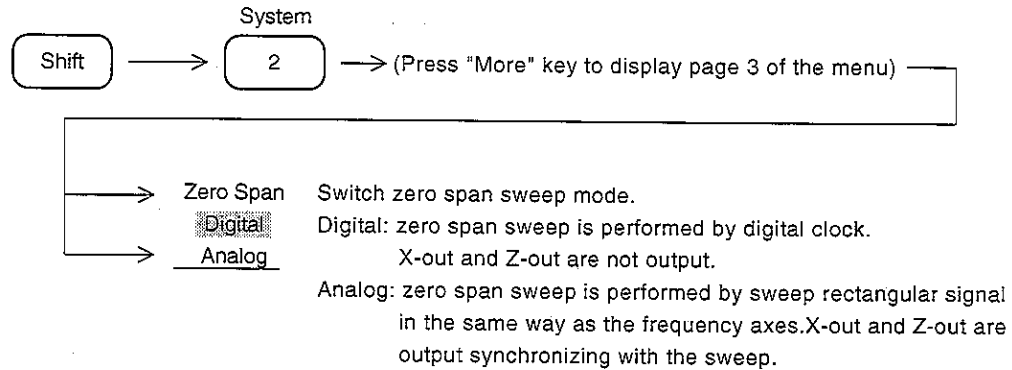 System
Shift
2
(Press "More" key to display page 3 of the menu)
Zero Span Switch zero span sweep mode.
Digital Digital: zero span sweep is performed by digital clock.
Analog X-out and Z-out are not output.
Analog: zero span sweep is performed by sweep rectangular signal
in the same way as the frequency axes.X-out and Z-out are
output synchronizing with the sweep.